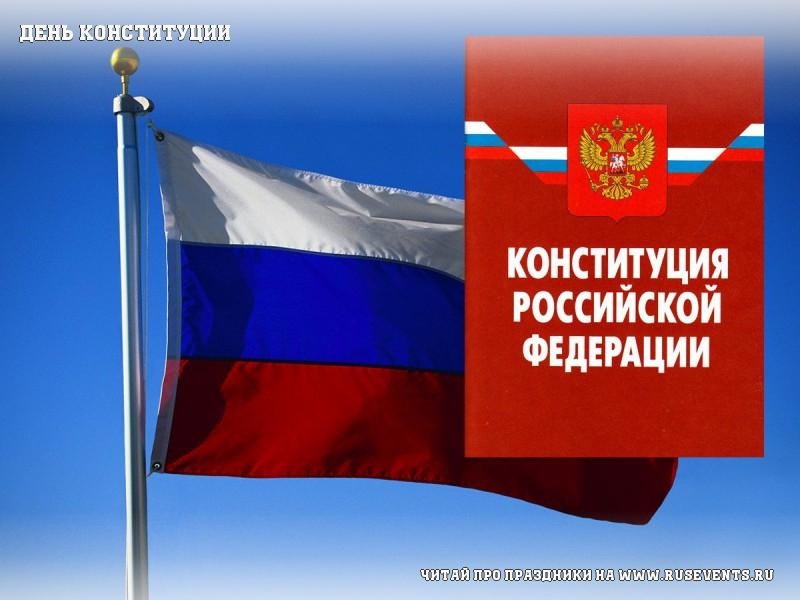 ДЕНЬ КОНСТИТУЦИИ
КОНСТИТУЦИЯ
РОССИЙСКОЙ
ФЕДЕРАЦИИ
ЧИТАЙ ПРО ПРАЗДНИКИ НА WWW.RUSEVENTS.RU